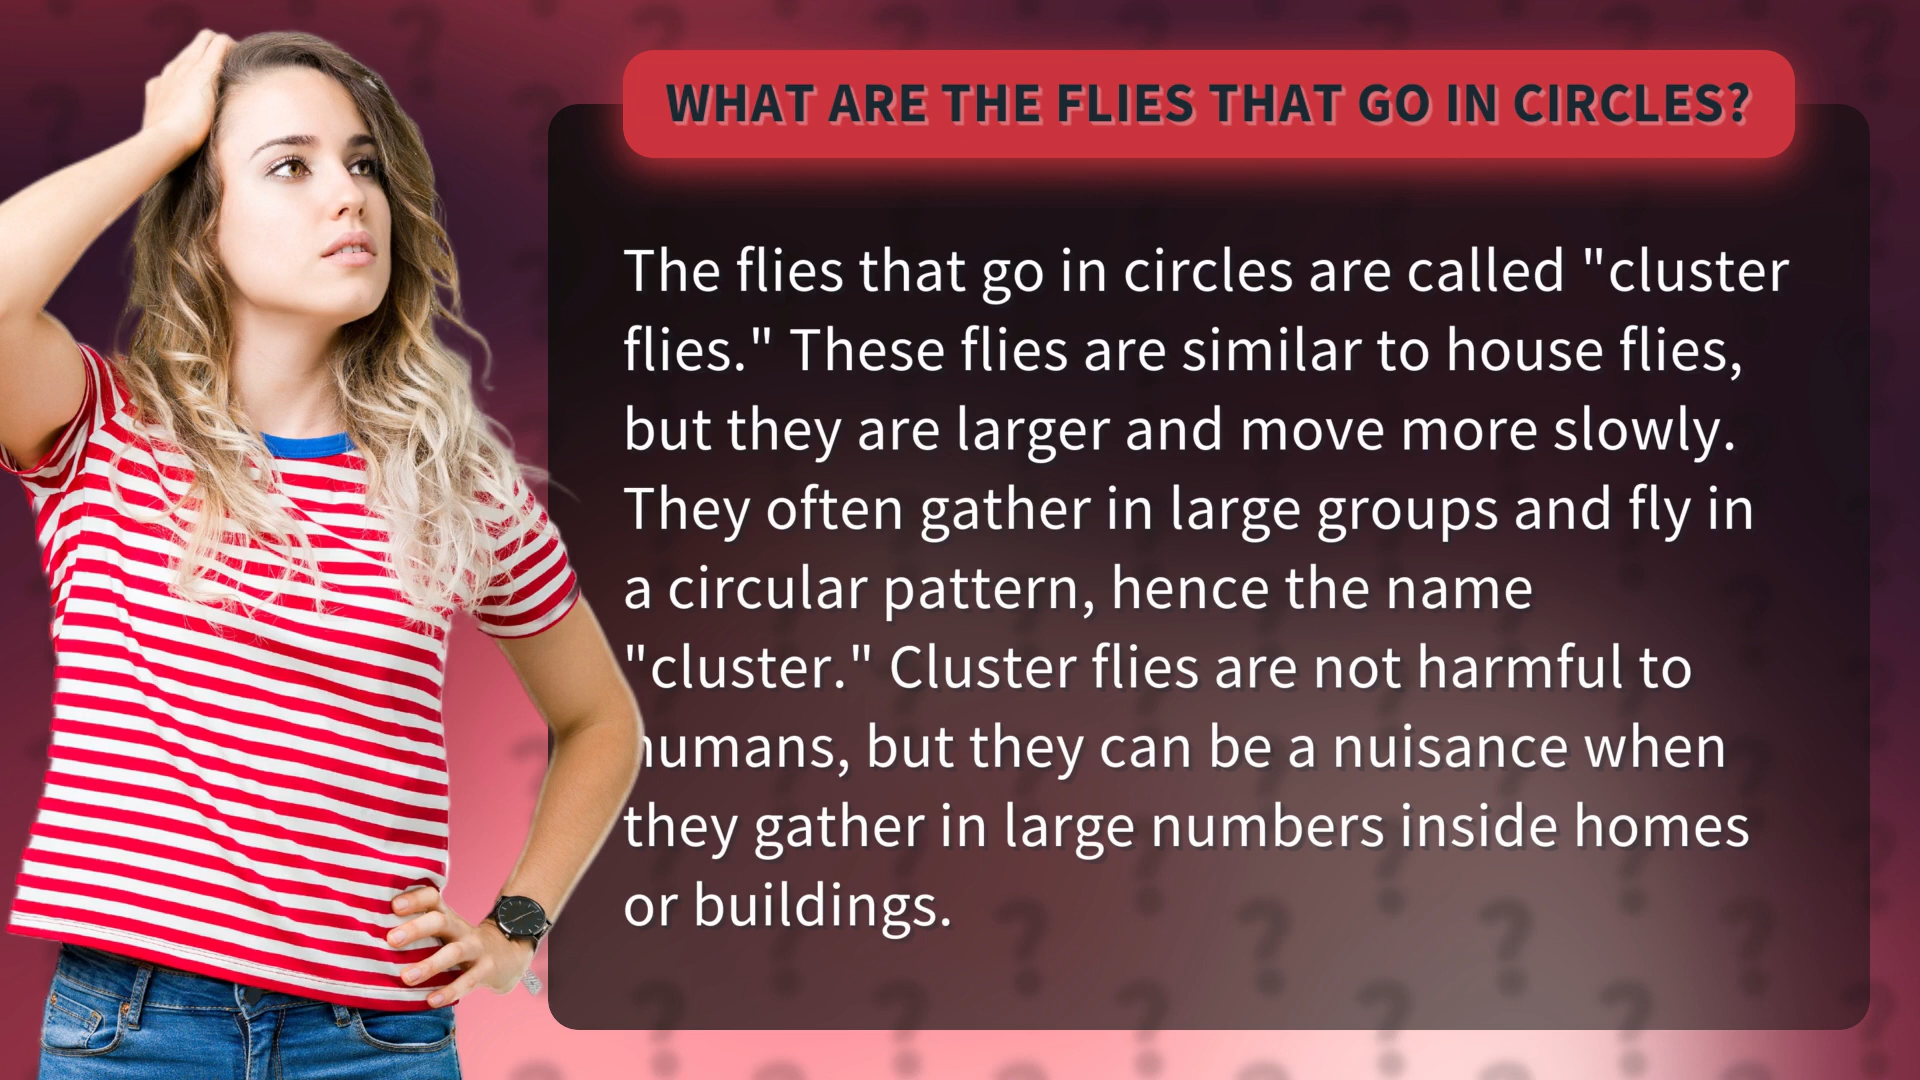 WHAT ARE THE FLIES THAT GO IN CIRCLES?
The flies that go in circles are called "cluster
flies." These flies are similar to house flies,
but they are larger and move more slowly.
They often gather in large groups and fly in
a circular pattern, hence the name
"cluster." Cluster flies are not harmful to
humans, but they can be a nuisance when
they gather in large numbers inside homes
or buildings.